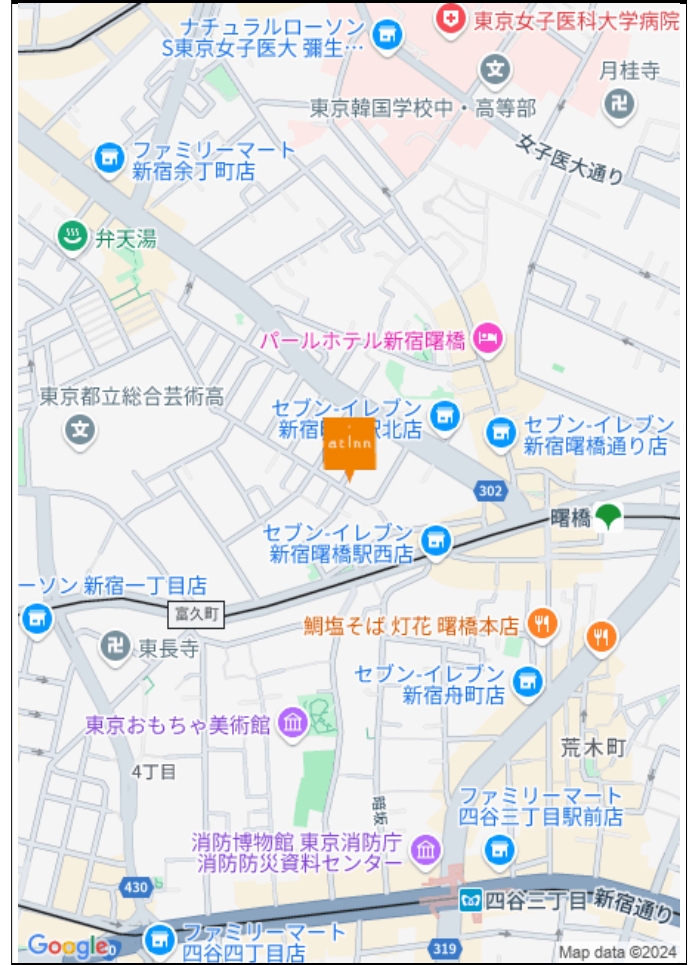 ナチュラルローソン
S東京女子医大 彌生…
東京女子医科大学病院
月桂寺
東京韓国学校中・高等部
女子医大通り
ファミリーマート
新宿余丁町店
弁天湯
パールホテル新宿曙橋
東京都立総合芸術高
セブン-イレブン
駅北店
atinn
セブン-イレブン
新宿曙橋通り店
302
曙橋
セブン-イレブン
新宿曙橋駅西店
ーソン 新宿一丁目店
富久町
鯛塩そば 灯花 曙橋本店
東長寺
セブン-イレブン
新宿舟町店
東京おもちゃ美術館
荒木町
4丁目
ファミリーマート
四谷三丁目駅前店
消防博物館 東京消防庁
消防防災資料センター
430
四谷三丁目
新宿通り
ファミリーマート
四谷四丁目店
319
Google
Map data ©2024